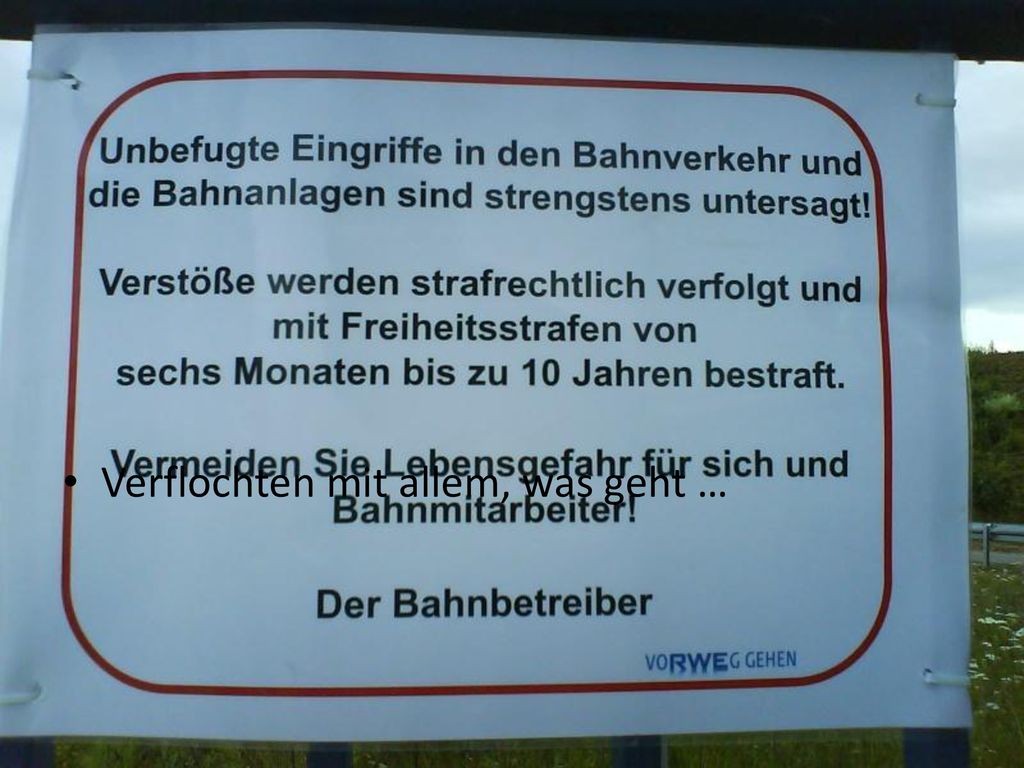 Unbefugte Eingriffe in den Bahnverkehr und
die Bahnanlagen sind strengstens untersagt!
Verstöße werden strafrechtlich verfolgt und
mit Freiheitsstrafen von
sechs Monaten bis zu 10 Jahren bestraft.
Vermeiden Sie Lebensgefahr für sich und
• Verflochten mit allem, was geht …
Bahnmitarbeiter!
Der Bahnbetreiber
VORWEG GEHEN